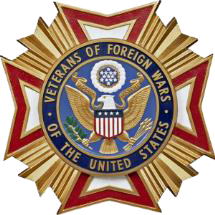 VETERANS OF FOREIGN WARS
OF THE UNITED STATES